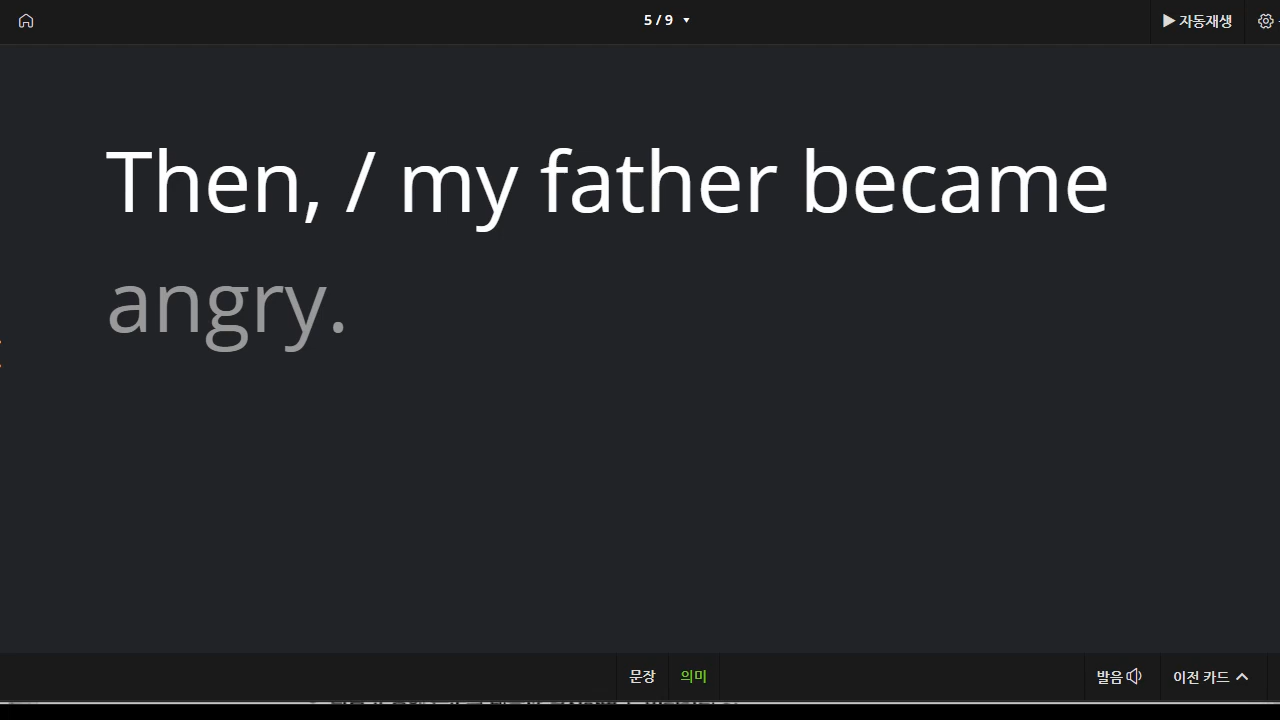 5 / 9
자동재생
Then, / my father became
angry.
문장 의미 발음 이전 카드